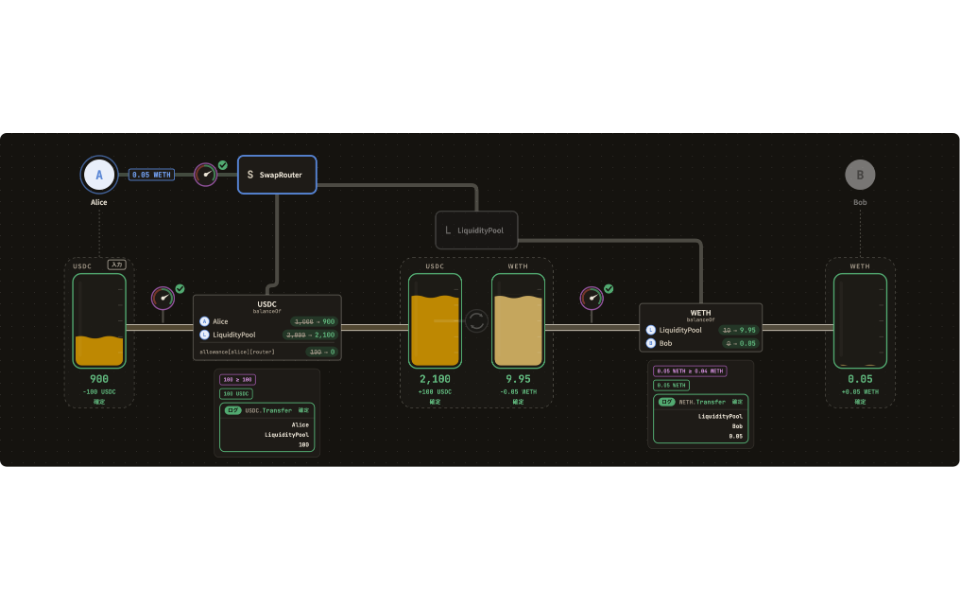 A
0.05 WETH
S SwapRouter
Alice
B
Bob
L LiquidityPool
USDC 入力
900
-100 USDC
確定
USDC
balanceOf
A Alice 1,000→900
L LiquidityPool 2,000→2,100
allowance[alice][router] 100→0
100 ≥ 100
100 USDC
ログ USDC.Transfer 確定
Alice
LiquidityPool
100
USDC
2,100
+100 USDC
確定
WETH
9.95
-0.05 WETH
確定
WETH
balanceOf
L LiquidityPool 10→9.95
B Bob 0→0.05
0.05 WETH ≥ 0.04 WETH
0.05 WETH
ログ WETH.Transfer 確定
LiquidityPool
Bob
0.05
WETH
0.05
+0.05 WETH
確定